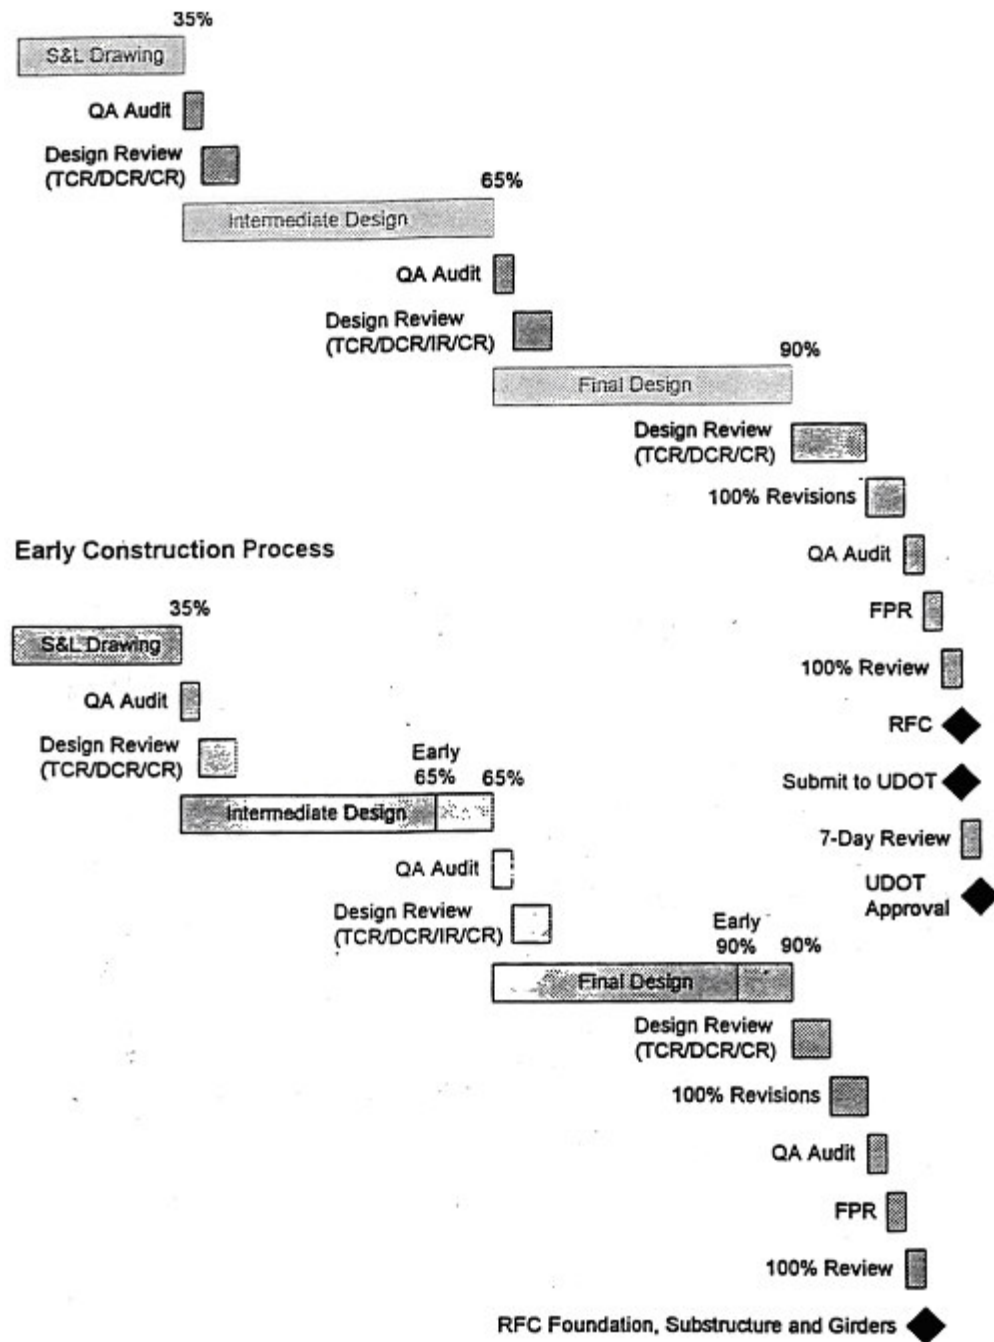 35%
S&L Drawing
QA Audit
Design Review
(TCR/DCR/CR)
65%
Intermediate Design
QA Audit
Design Review
(TCR/DCR/IR/CR)
90%
Final Design
Design Review
(TCR/DCR/CR)
100% Revisions
QA Audit
FPR
100% Review
RFC
Submit to UDOT
7-Day Review
UDOT
Approval
Early Construction Process
35%
S&L Drawing
QA Audit
Design Review
(TCR/DCR/CR)
Early
65% 65%
Intermediate Design
QA Audit
Design Review
(TCR/DCR/IR/CR)
Early
90% 90%
Final Design
Design Review
(TCR/DCR/CR)
100% Revisions
QA Audit
FPR
100% Review
RFC Foundation, Substructure and Girders